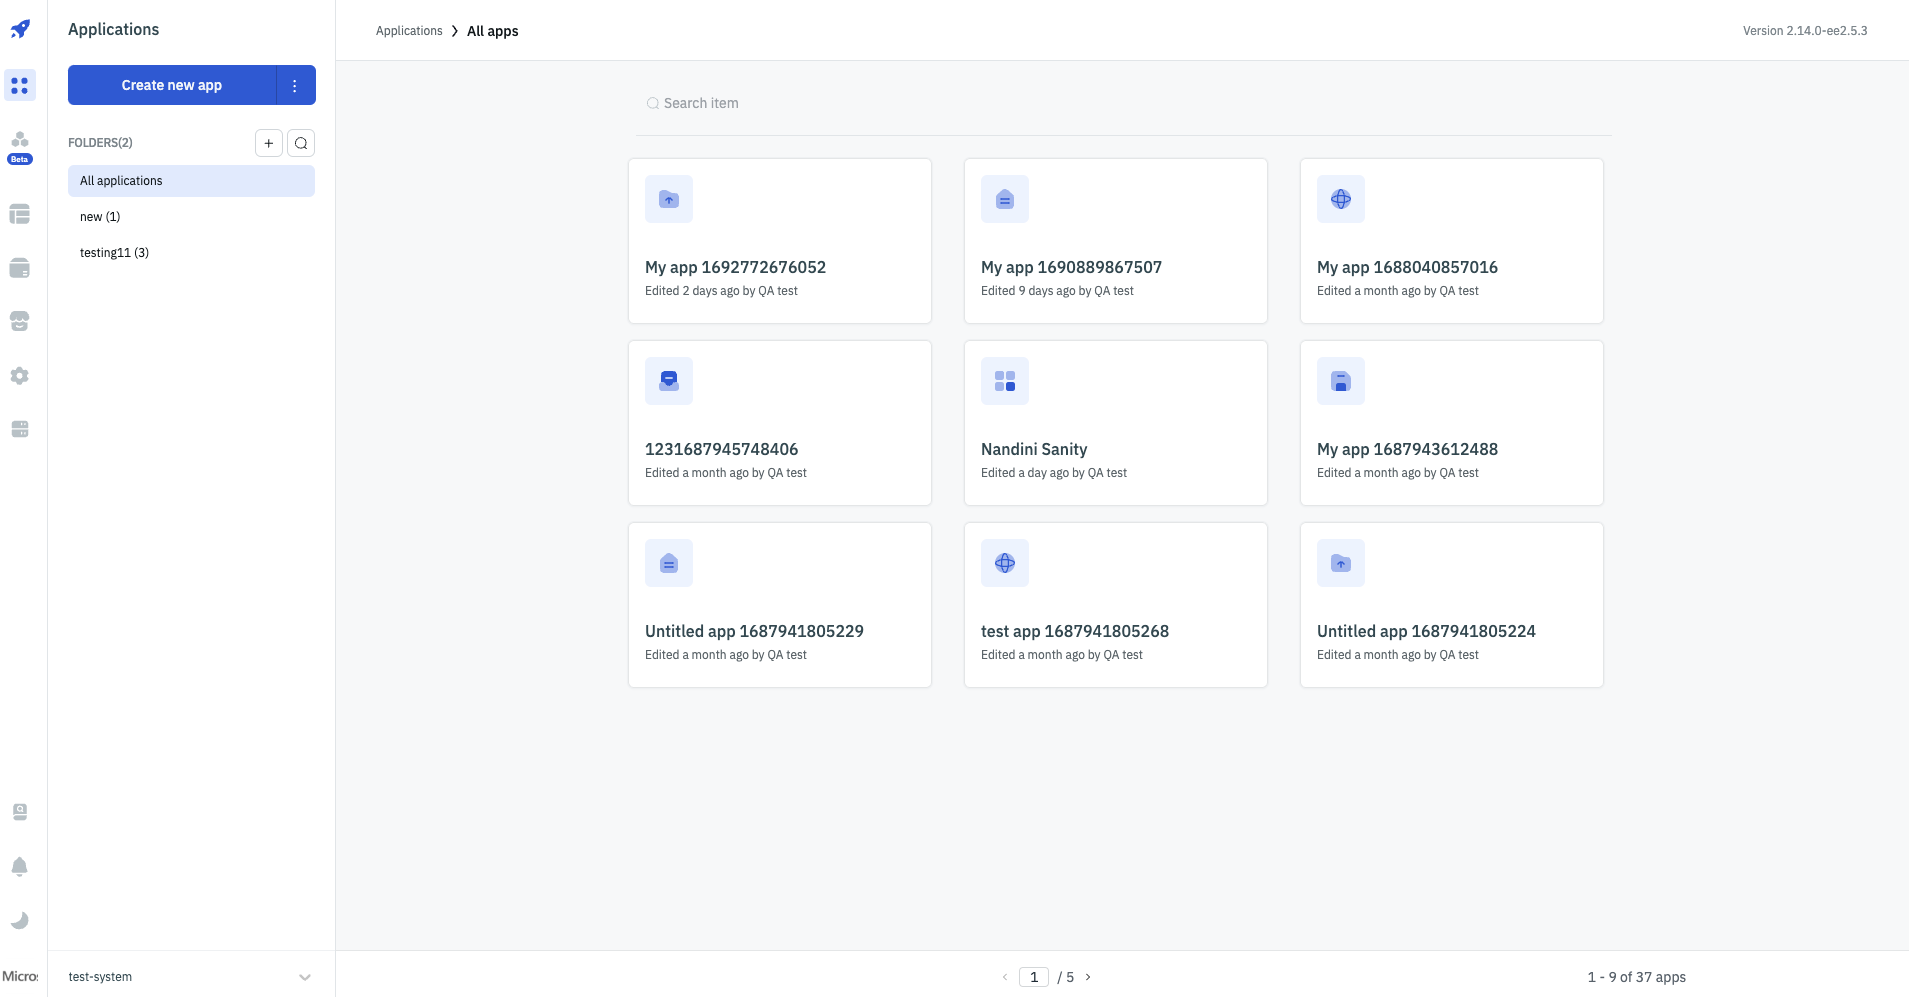 Applications
Create new app
FOLDERS(2)
All applications
new (1)
testing11 (3)
Beta
Micros
test-system
Applications
All apps
Version 2.14.0-ee2.5.3
Search item
My app 1692772676052
Edited 2 days ago by QA test
My app 1690889867507
Edited 9 days ago by QA test
My app 1688040857016
Edited a month ago by QA test
1231687945748406
Edited a month ago by QA test
Nandini Sanity
Edited a day ago by QA test
My app 1687943612488
Edited a month ago by QA test
Untitled app 1687941805229
Edited a month ago by QA test
test app 1687941805268
Edited a month ago by QA test
Untitled app 1687941805224
Edited a month ago by QA test
1 / 5
1 - 9 of 37 apps